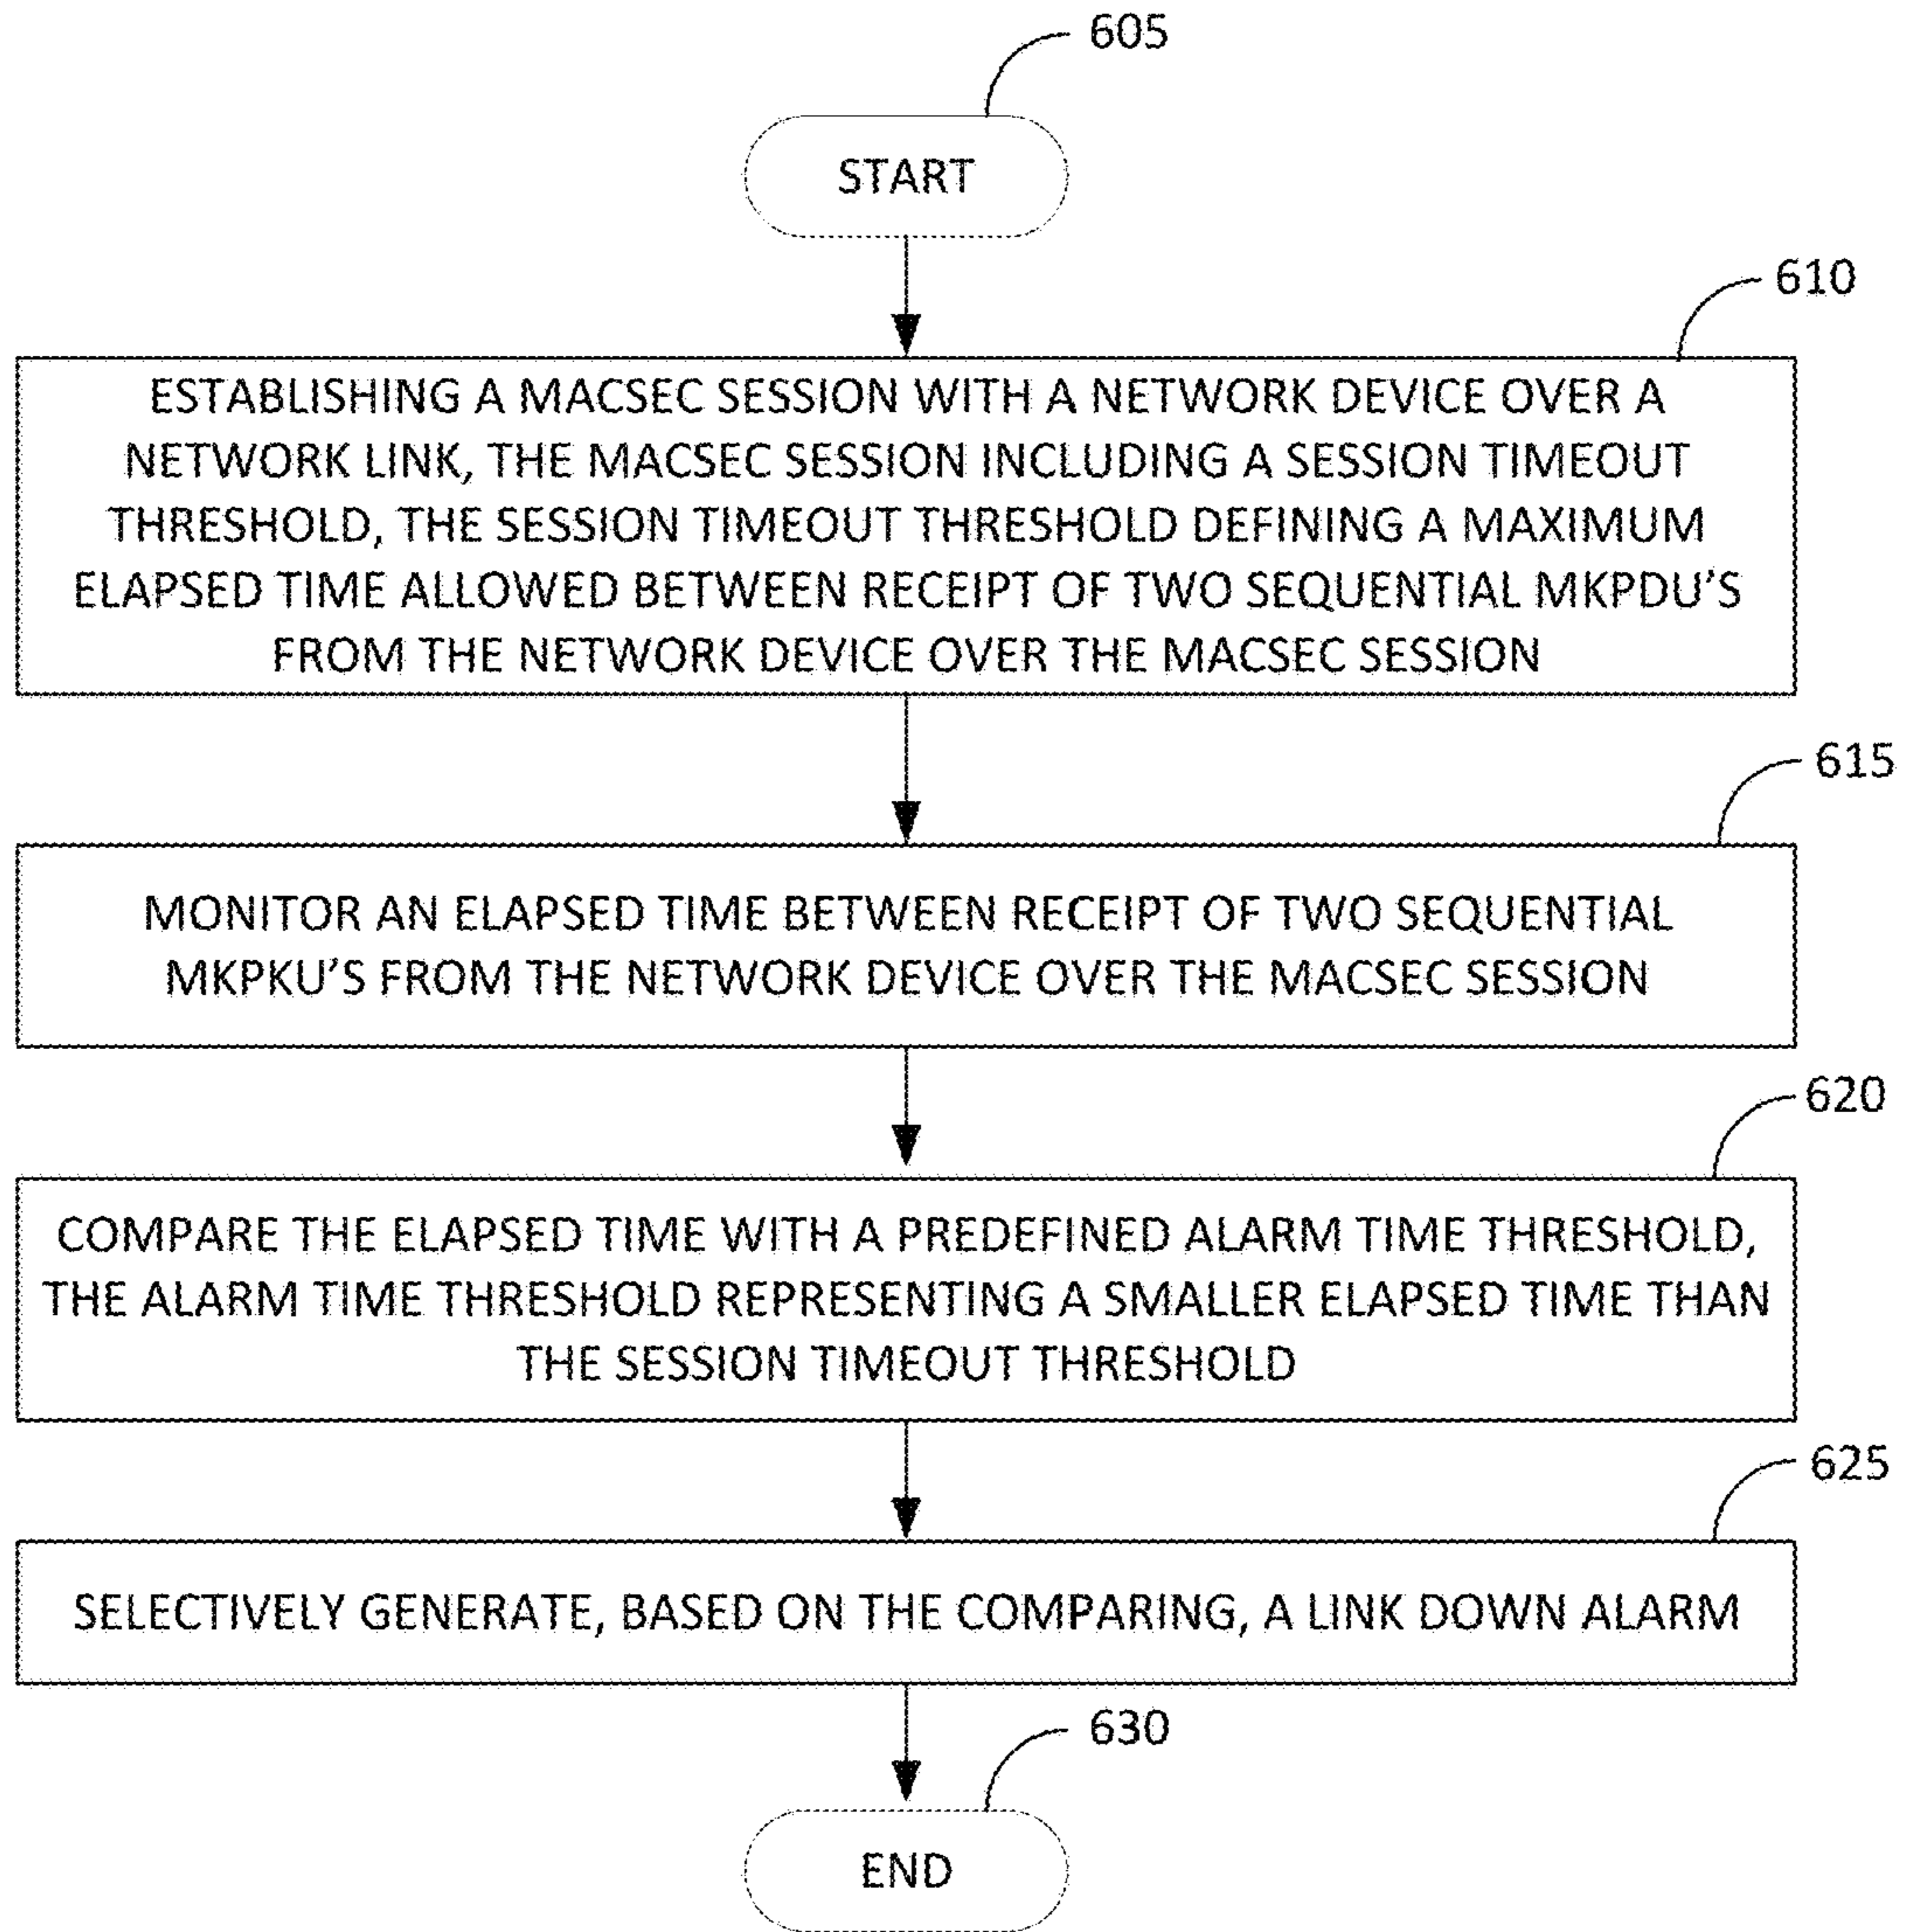 605
START
610
ESTABLISHING A MACSEC SESSION WITH A NETWORK DEVICE OVER A
NETWORK LINK, THE MACSEC SESSION INCLUDING A SESSION TIMEOUT
THRESHOLD, THE SESSION TIMEOUT THRESHOLD DEFINING A MAXIMUM
ELAPSED TIME ALLOWED BETWEEN RECEIPT OF TWO SEQUENTIAL MKPDU’S
FROM THE NETWORK DEVICE OVER THE MACSEC SESSION
615
MONITOR AN ELAPSED TIME BETWEEN RECEIPT OF TWO SEQUENTIAL
MKPKU’S FROM THE NETWORK DEVICE OVER THE MACSEC SESSION
620
COMPARE THE ELAPSED TIME WITH A PREDEFINED ALARM TIME THRESHOLD,
THE ALARM TIME THRESHOLD REPRESENTING A SMALLER ELAPSED TIME THAN
THE SESSION TIMEOUT THRESHOLD
625
SELECTIVELY GENERATE, BASED ON THE COMPARING, A LINK DOWN ALARM
630
END